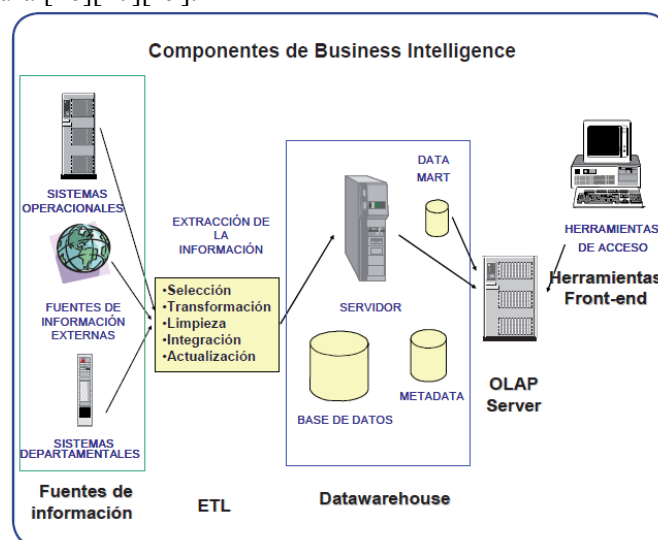 Componentes de Business Intelligence
SISTEMAS
OPERACIONALES
FUENTES DE
INFORMACIÓN
EXTERNAS
SISTEMAS
DEPARTAMENTALES
Fuentes de
información
EXTRACCIÓN DE
LA
INFORMACIÓN
•Selección
•Transformación
•Limpieza
•Integración
•Actualización
ETL
DATA
MART
SERVIDOR
BASE DE DATOS
METADATA
Datawarehouse
OLAP
Server
HERRAMIENTAS
DE ACCESO
Herramientas
Front-end